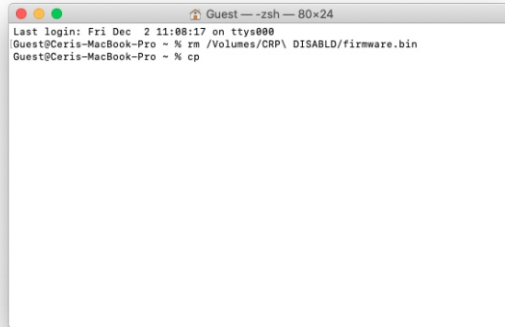 Guest — -zsh — 80×24
Last login: Fri Dec  2 11:08:17 on ttys000
[Guest@Ceris-MacBook-Pro ~ % rm /Volumes/CRP\ DISABLD/firmware.bin
Guest@Ceris-MacBook-Pro ~ % cp